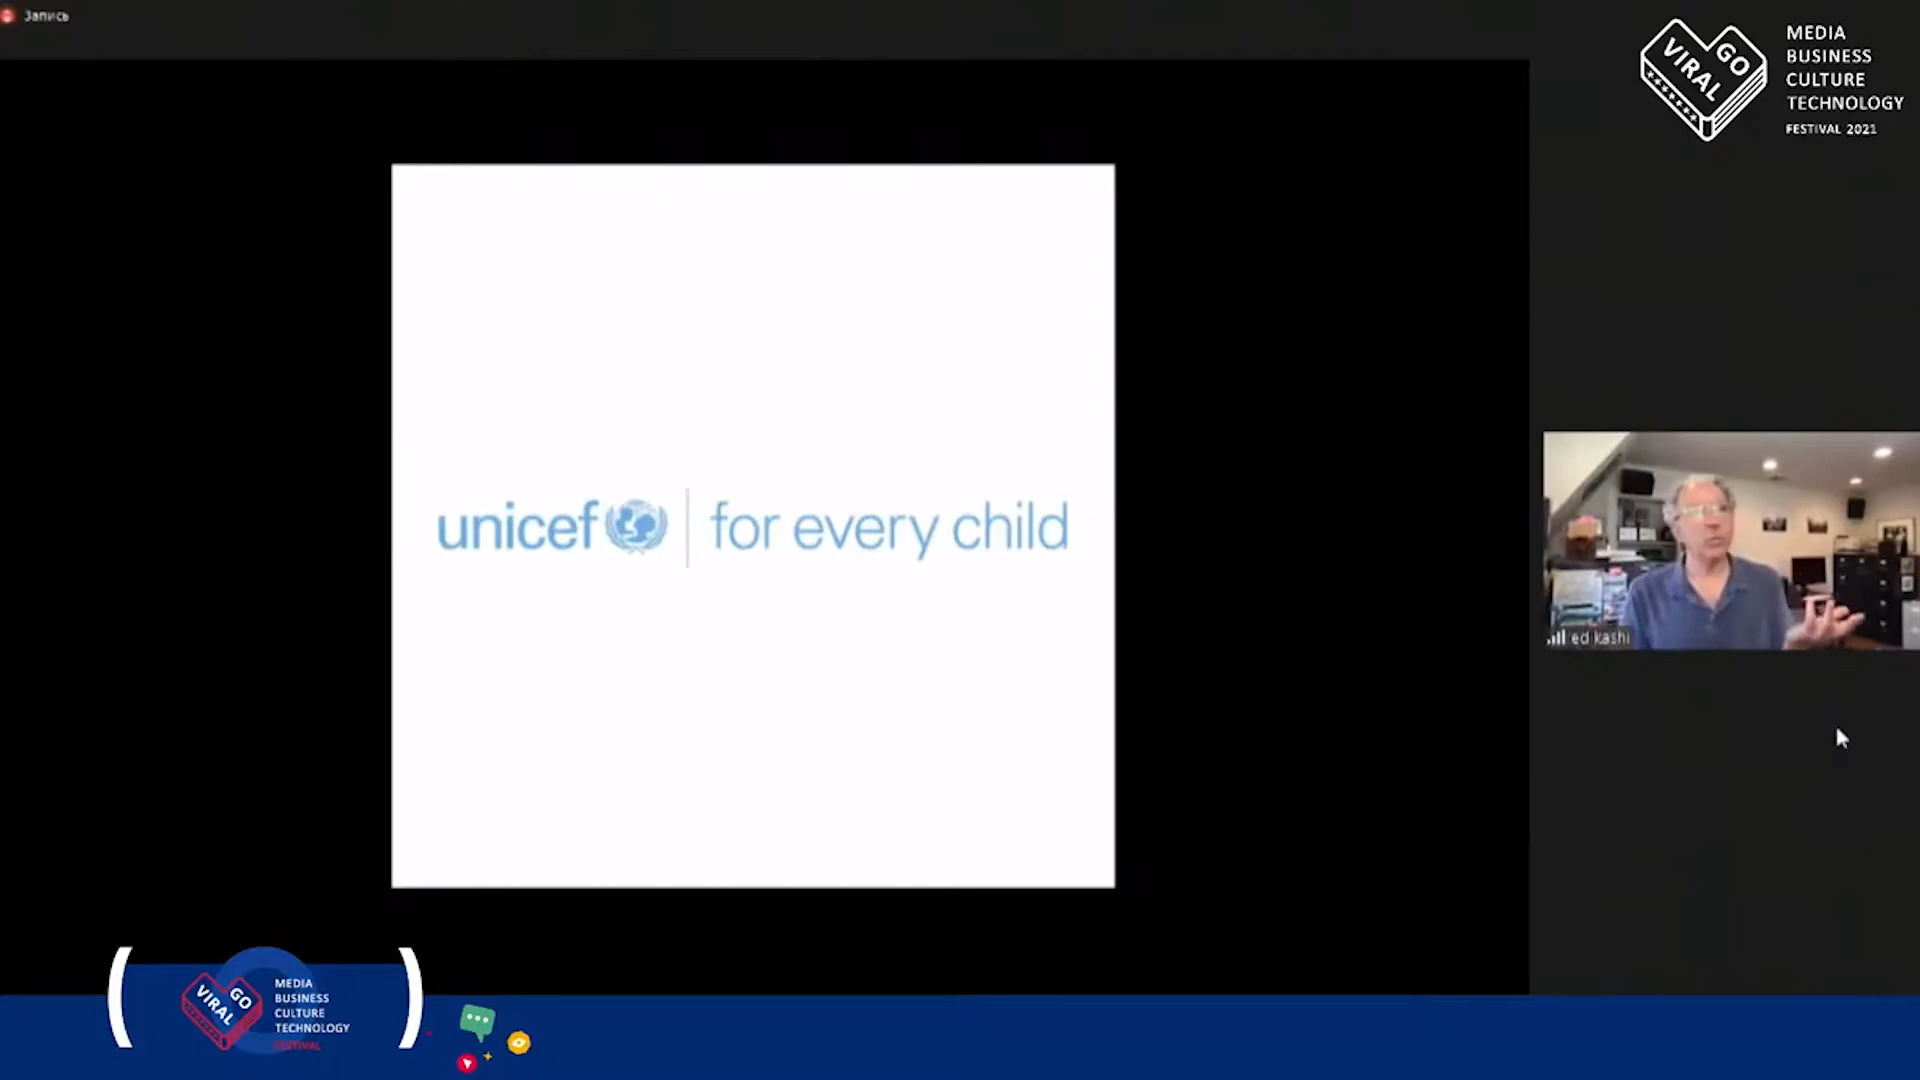 Запись
VIRAL GO
MEDIA
BUSINESS
CULTURE
TECHNOLOGY
FESTIVAL 2021
unicef | for every child
ed kashi
VIRAL GO
MEDIA
BUSINESS
CULTURE
TECHNOLOGY
FESTIVAL